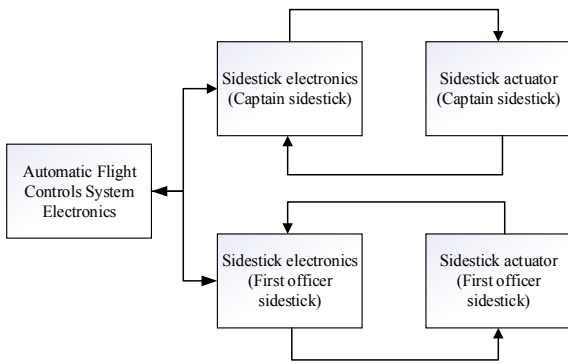 Sidestick electronics
(Captain sidestick)
Sidestick actuator
(Captain sidestick)
Automatic Flight
Controls System
Electronics
Sidestick electronics
(First officer
sidestick)
Sidestick actuator
(First officer
sidestick)